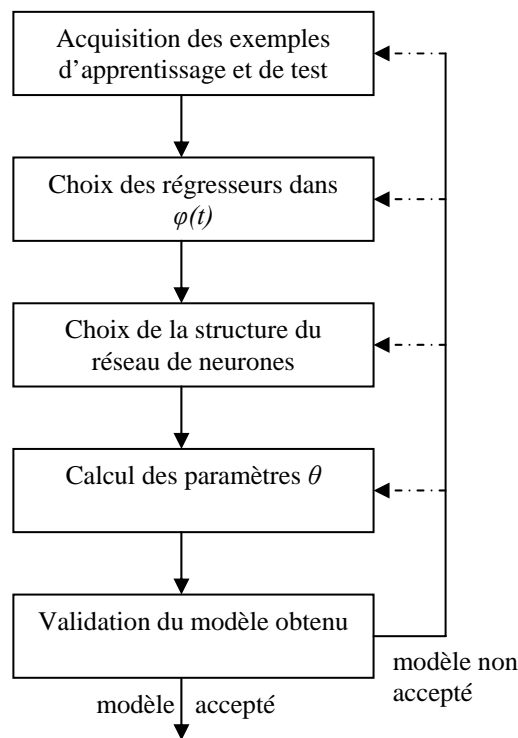 Acquisition des exemples
d’apprentissage et de test
Choix des régresseurs dans
φ(t)
Choix de la structure du
réseau de neurones
Calcul des paramètres θ
Validation du modèle obtenu
modèle non
accepté
modèle accepté